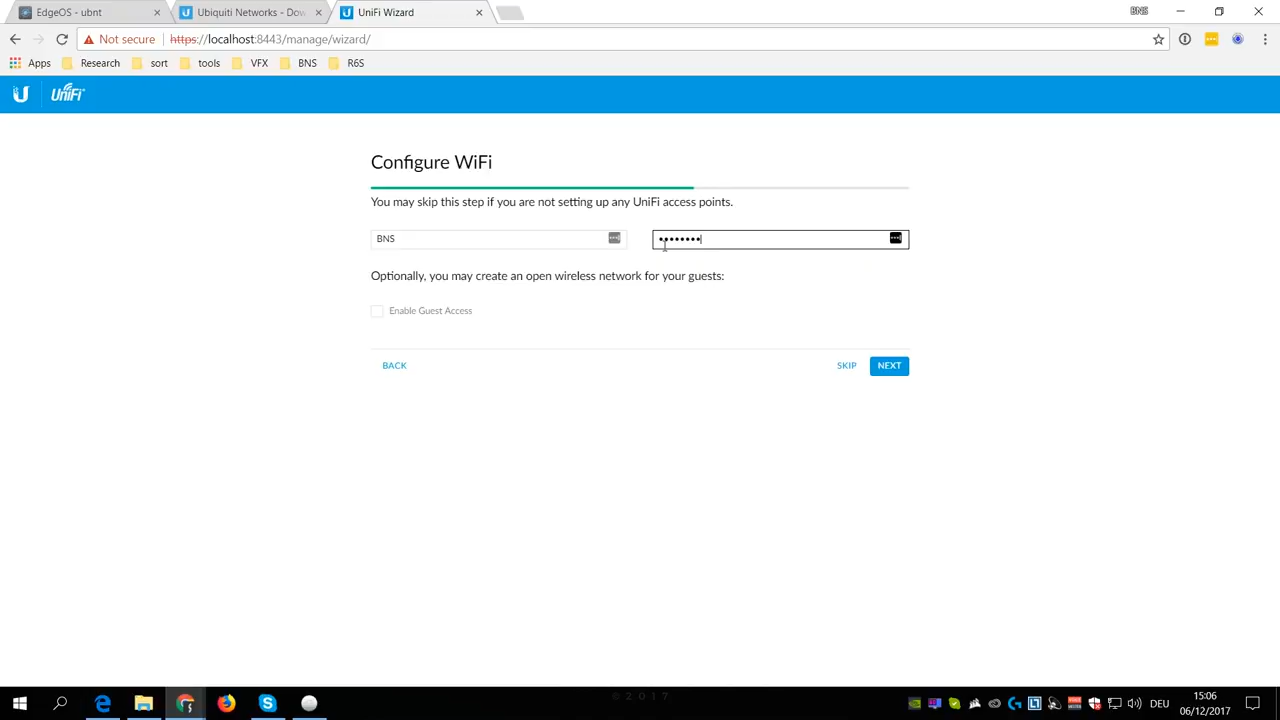 EdgeOS - ubnt
Ubiquiti Networks - Dow
UniFi Wizard
BNS
Not secure
https://localhost:8443/manage/wizard/
Apps
Research
sort
tools
VFX
BNS
R6S
U
UniFi
Configure WiFi
You may skip this step if you are not setting up any UniFi access points.
BNS
••••••••
Optionally, you may create an open wireless network for your guests:
Enable Guest Access
BACK
SKIP
NEXT
© 2017
DEU
15:06
06/12/2017